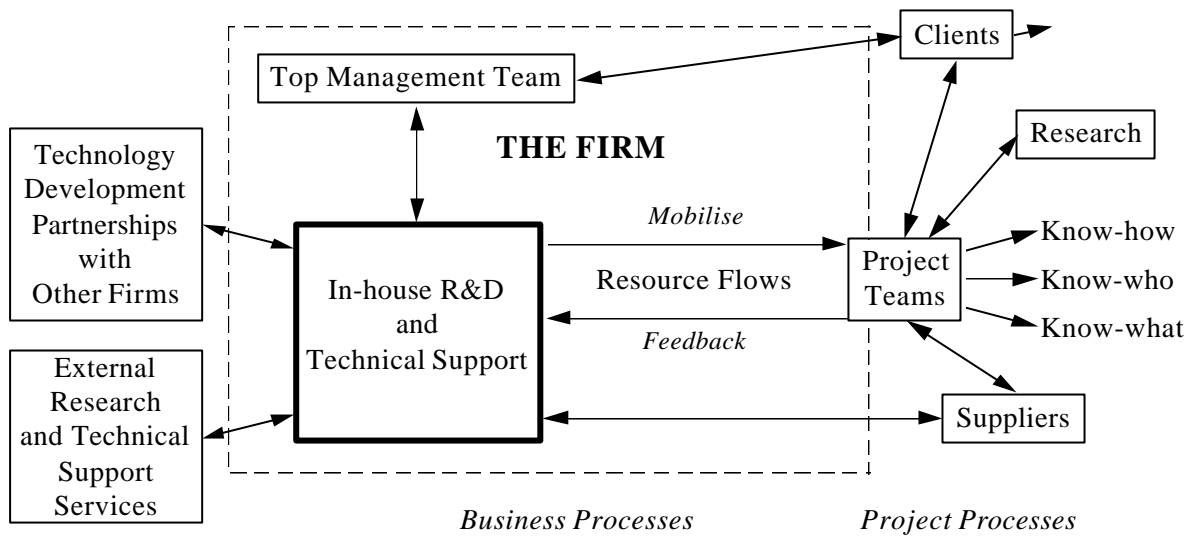 Clients
Top Management Team
THE FIRM
Research
Technology
Development
Partnerships
with
Other Firms
Mobilise
Know-how
Project
Teams
Know-who
In-house R&D
and
Technical Support
Resource Flows
Know-what
Feedback
External
Research
and Technical
Support
Services
Suppliers
Business Processes
Project Processes